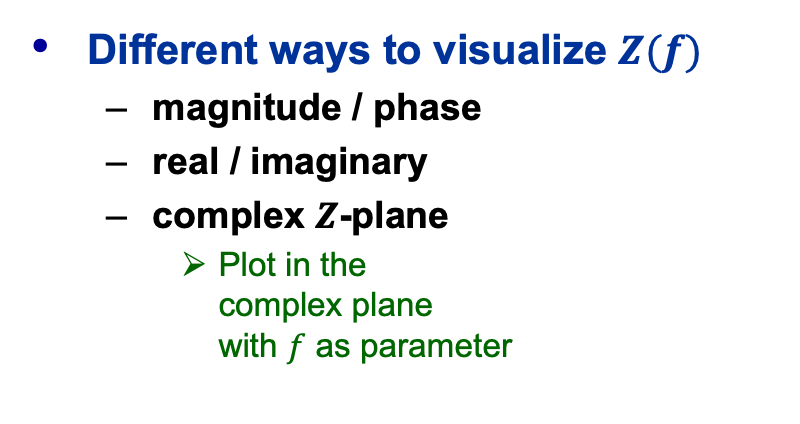 • Different ways to visualize Z(f)
– magnitude / phase
– real / imaginary
– complex Z-plane
➢ Plot in the
complex plane
with f as parameter